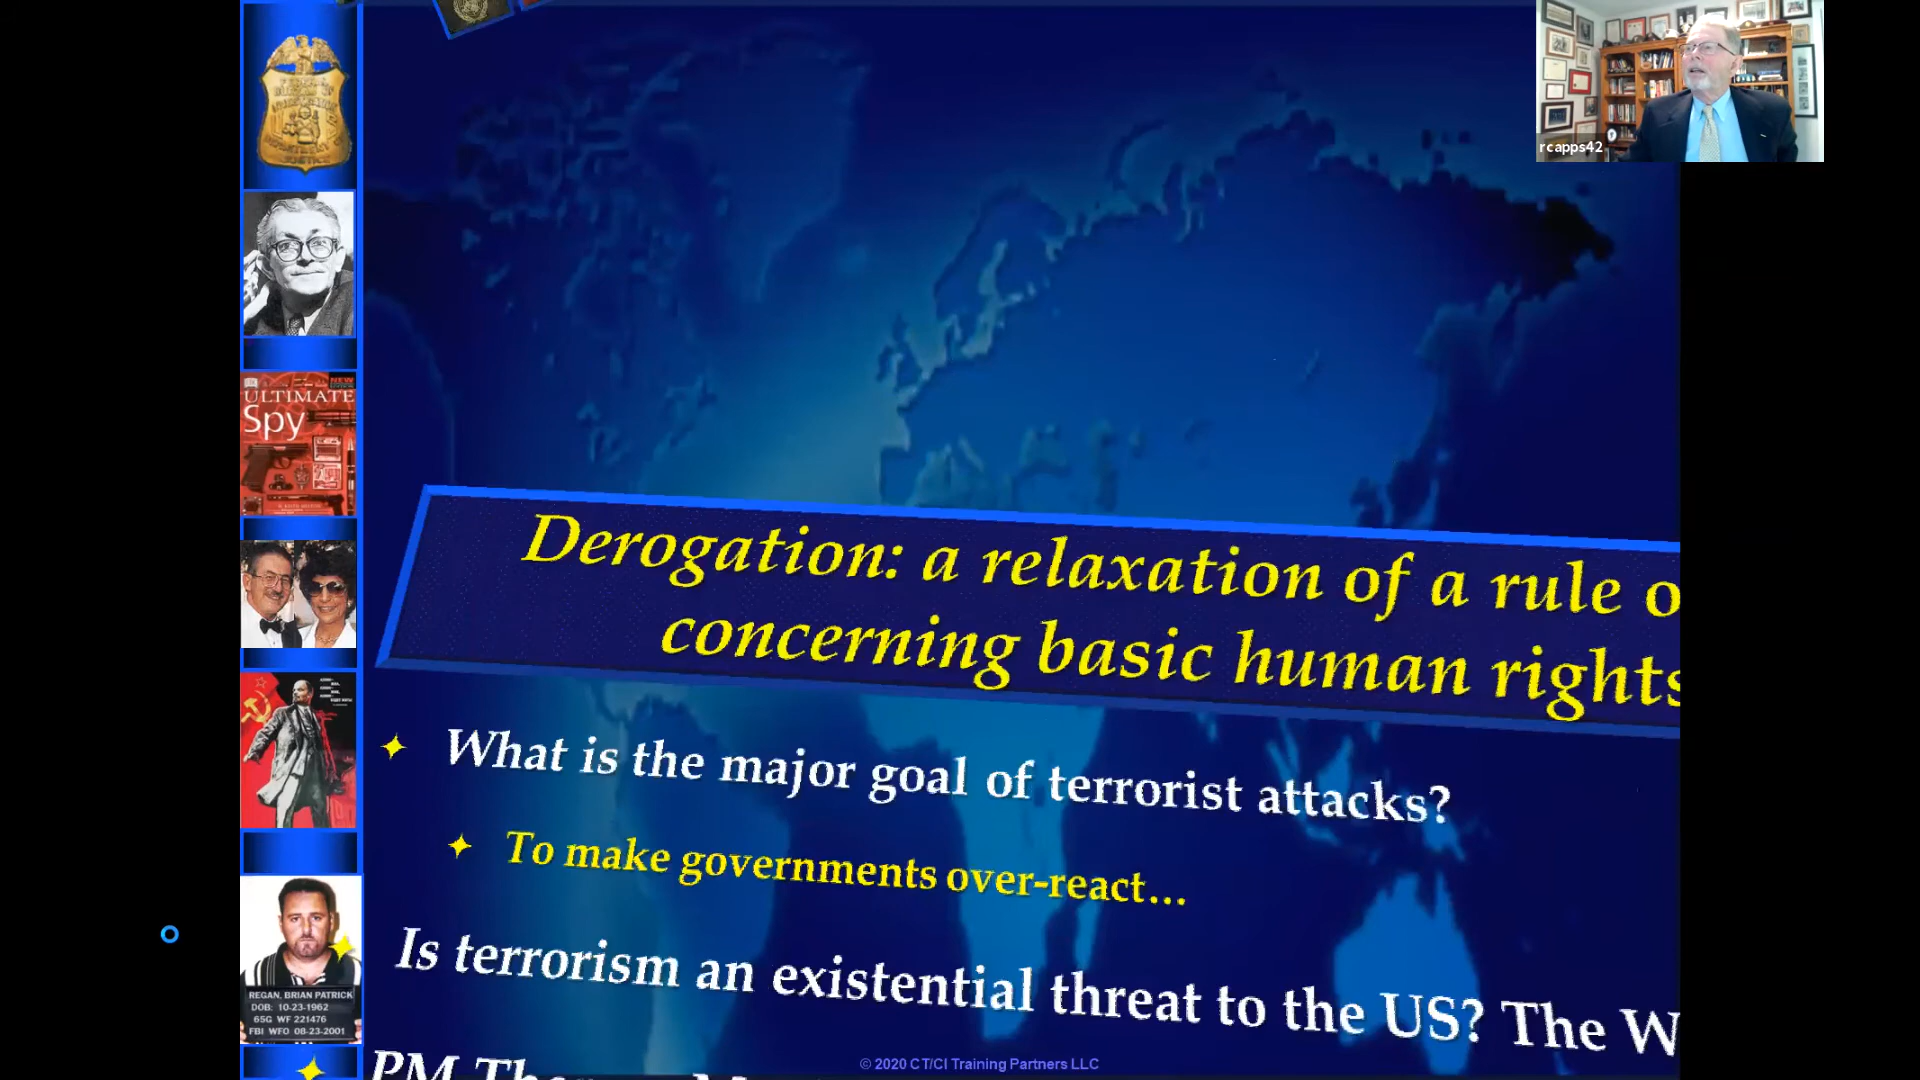 rcapps42
NEW
ULTIMATE
Spy
REGAN, BRIAN PATRICK
DOB: 10-23-1962
65G WF 221476
FBI WFO 08-23-2001
Derogation: a relaxation of a rule o
concerning basic human rights
What is the major goal of terrorist attacks?
To make governments over-react...
Is terrorism an existential threat to the US? The W
PM
© 2020 CT/CI Training Partners LLC